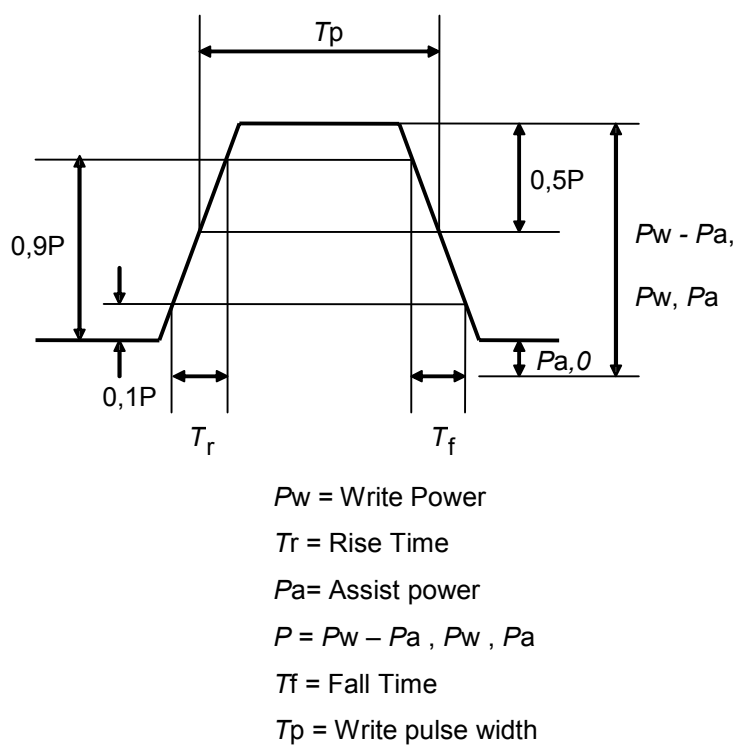 Tp
0,5P
0,9P
Pw - Pa,
Pw, Pa
Pa,0
0,1P
Tr
Tf
Pw = Write Power
Tr = Rise Time
Pa= Assist power
P = Pw – Pa , Pw , Pa
Tf = Fall Time
Tp = Write pulse width